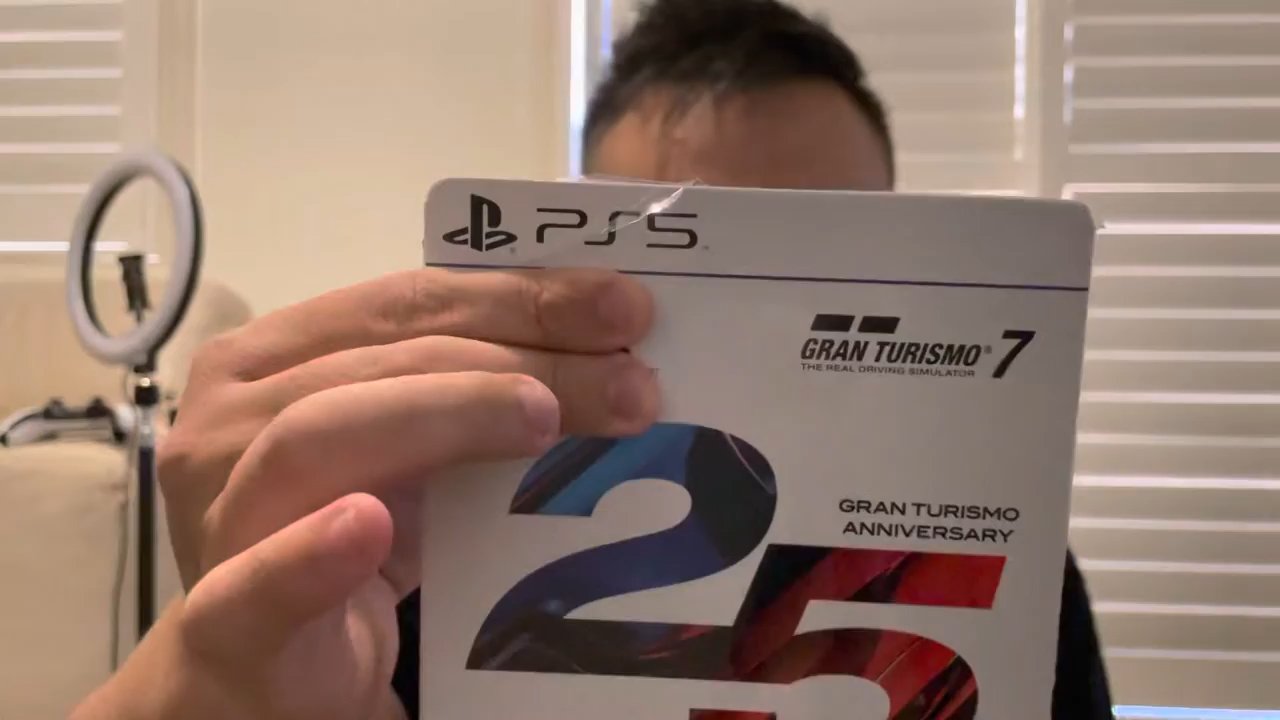 PS5
GRAN TURISMO® 7
THE REAL DRIVING SIMULATOR
GRAN TURISMO
ANNIVERSARY
25